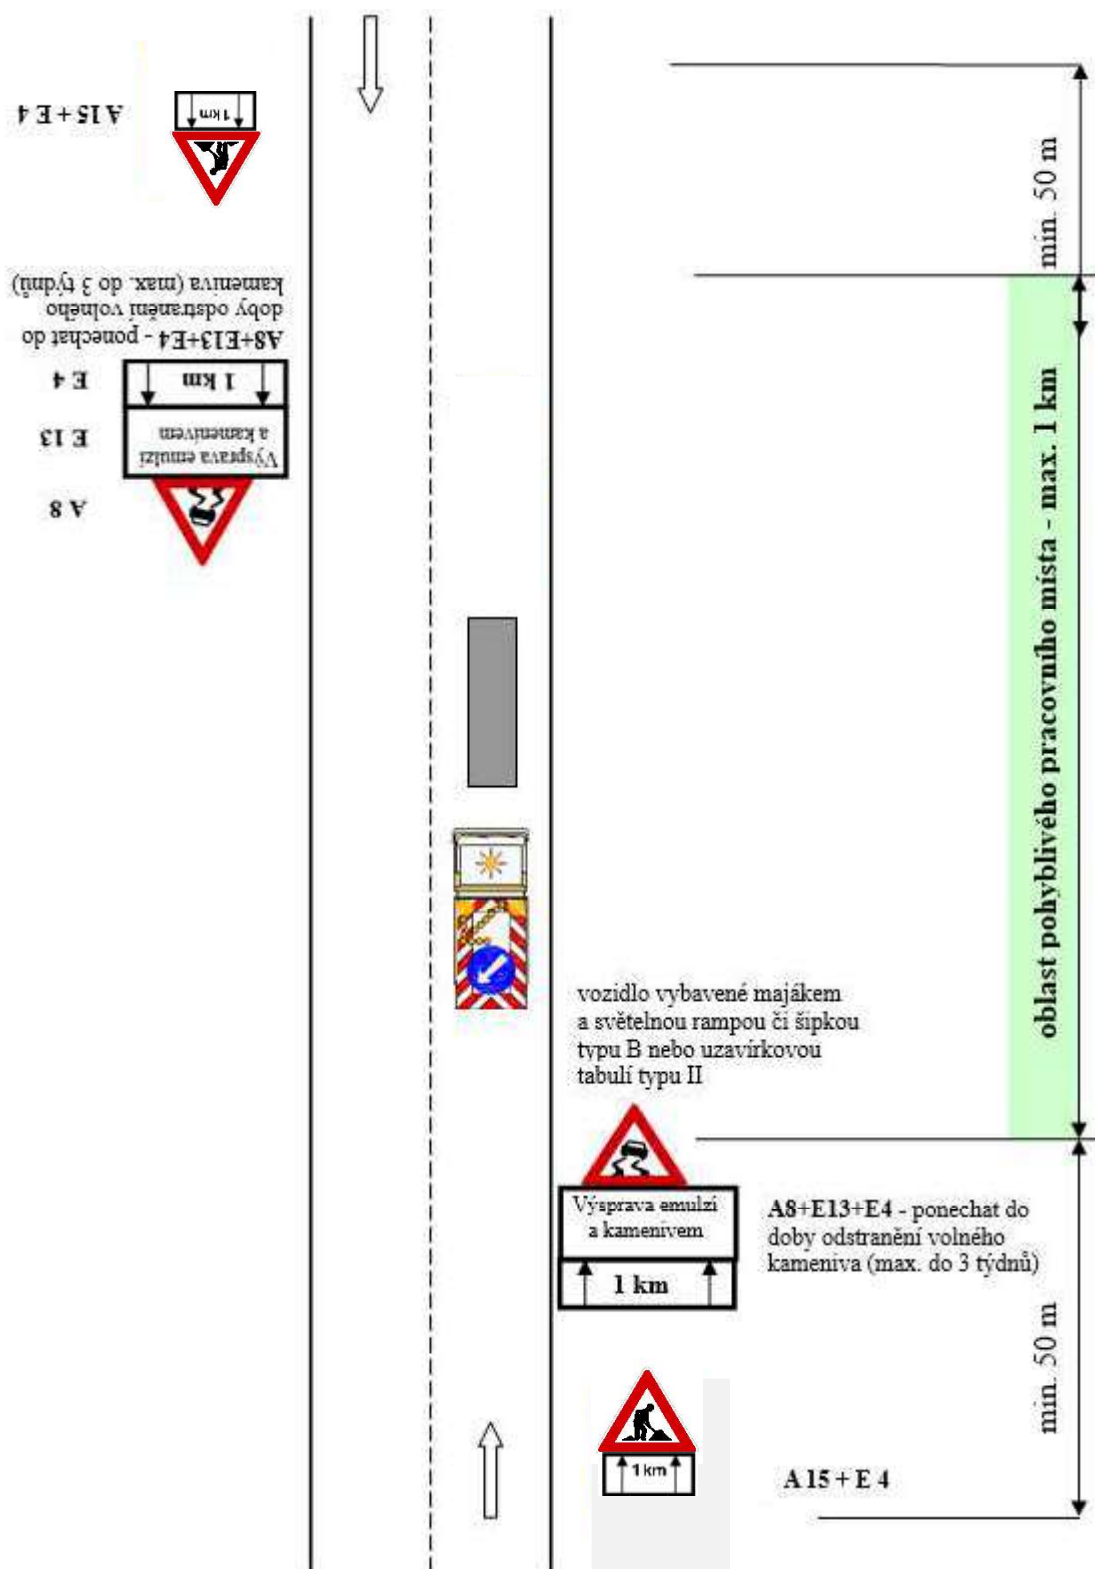 A 15 + E 4
1 km
A8+E13+E4 - ponechat do
doby odstranění volného
kameniva (max. do 3 týdnů)
E 4
1 km
E 13
Výsprava emulzí
a kamenivem
A 8
min. 50 m
oblast pohyblivého pracovního místa - max. 1 km
vozidlo vybavené majákem
a světelnou rampou či šipkou
typu B nebo uzavírkovou
tabulí typu II
Výsprava emulzí
a kamenivem
1 km
A8+E13+E4 - ponechat do
doby odstranění volného
kameniva (max. do 3 týdnů)
min. 50 m
1 km
A 15 + E 4